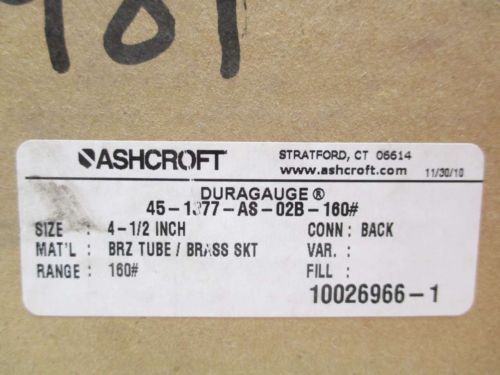 981
ASHCROFT
STRATFORD, CT 06614
www.ashcroft.com 11/30/10
DURAGAUGE®
45-1377-AS-02B-160#
SIZE : 4-1/2 INCH CONN : BACK
MAT'L : BRZ TUBE / BRASS SKT VAR. :
RANGE : 160# FILL :
10026966-1